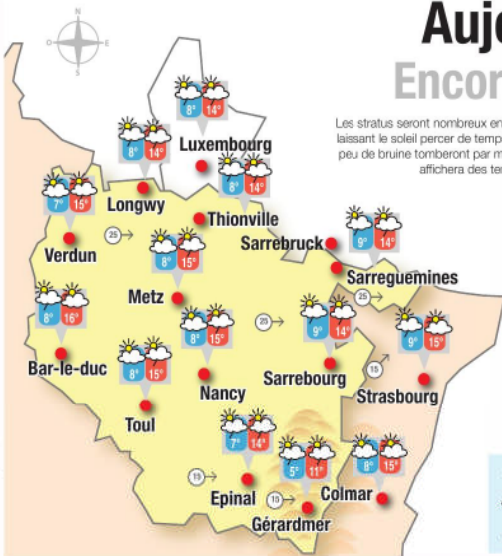 Aujo
Encor
Les stratus seront nombreux en
laissant le soleil percer de temp
peu de bruine tomberont par m
affichera des ter
N
O
E
S
8° 14°
Luxembourg
8° 14°
Longwy
8° 14°
Thionville
7° 15°
Verdun
25
9° 14°
Sarrebruck
Sarreguemines
25
8° 15°
Metz
8° 16°
Bar-le-duc
8° 15°
Nancy
25
9° 14°
Sarrebourg
9° 15°
Strasbourg
15
8° 15°
Toul
7° 14°
Epinal
15
5° 11°
Gérardmer
15
8° 15°
Colmar